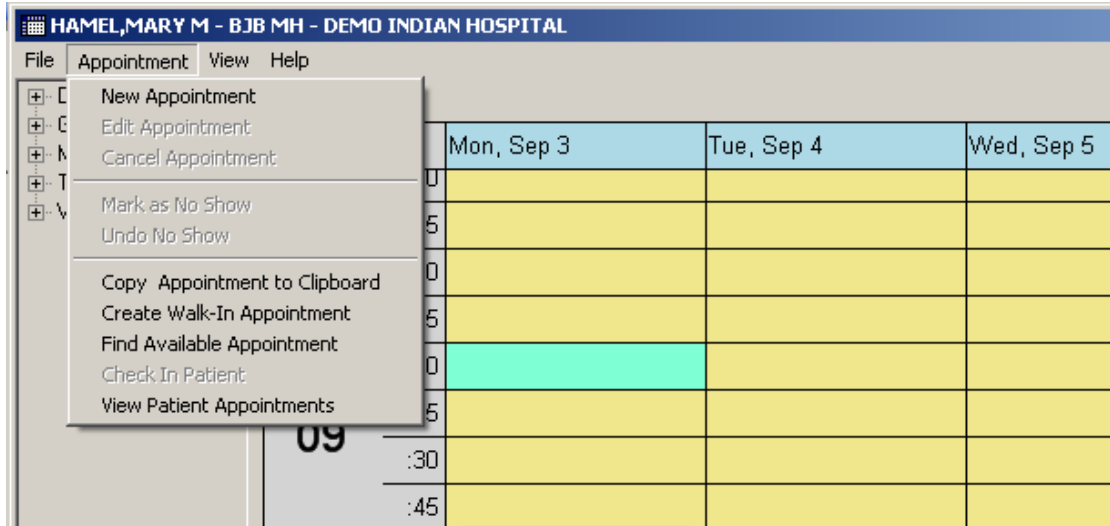 HAMEL,MARY M - BJB MH - DEMO INDIAN HOSPITAL
File Appointment View Help
New Appointment
Edit Appointment
Cancel Appointment
Mark as No Show
Undo No Show
Copy Appointment to Clipboard
Create Walk-In Appointment
Find Available Appointment
Check In Patient
View Patient Appointments
Mon, Sep 3 Tue, Sep 4 Wed, Sep 5
09
:30
:45